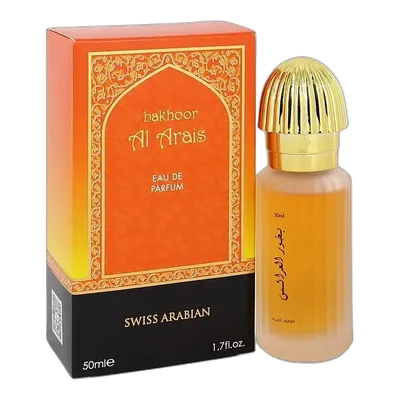 bakhoor
Al Arais
EAU DE
PARFUM
SWISS ARABIAN
50ml℮
1.7fl.oz.
50ml
بخور العرائس